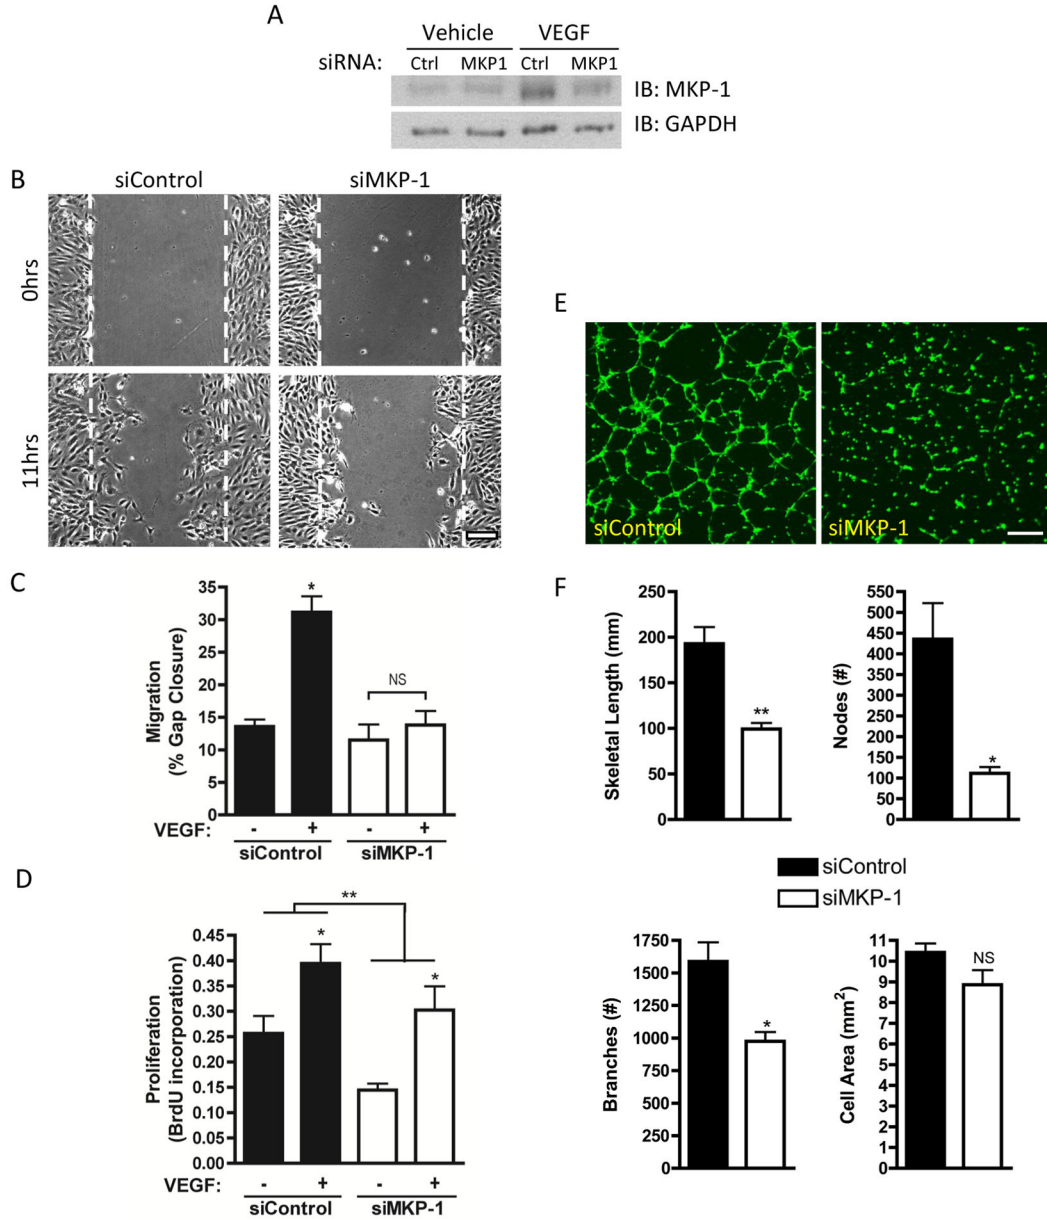 A
Vehicle VEGF
siRNA: Ctrl MKP1 Ctrl MKP1
IB: MKP-1
IB: GAPDH
B
siControl siMKP-1
0hrs
11hrs
C
Migration
(% Gap Closure)
35
30
25
20
15
10
5
0
*
NS
VEGF: - + - +
siControl siMKP-1
D
Proliferation
(BrdU incorporation)
0.45
0.40
0.35
0.30
0.25
0.20
0.15
0.10
0.05
0.00
**
*
*
VEGF: - + - +
siControl siMKP-1
E
siControl siMKP-1
F
Skeletal Length (mm)
250
200
150
100
50
0
**
Nodes (#)
550
500
450
400
350
300
250
200
150
100
50
0
*
siControl
siMKP-1
Branches (#)
1750
1500
1250
1000
750
500
250
0
*
Cell Area (mm²)
11
10
9
8
7
6
5
4
3
2
1
0
NS